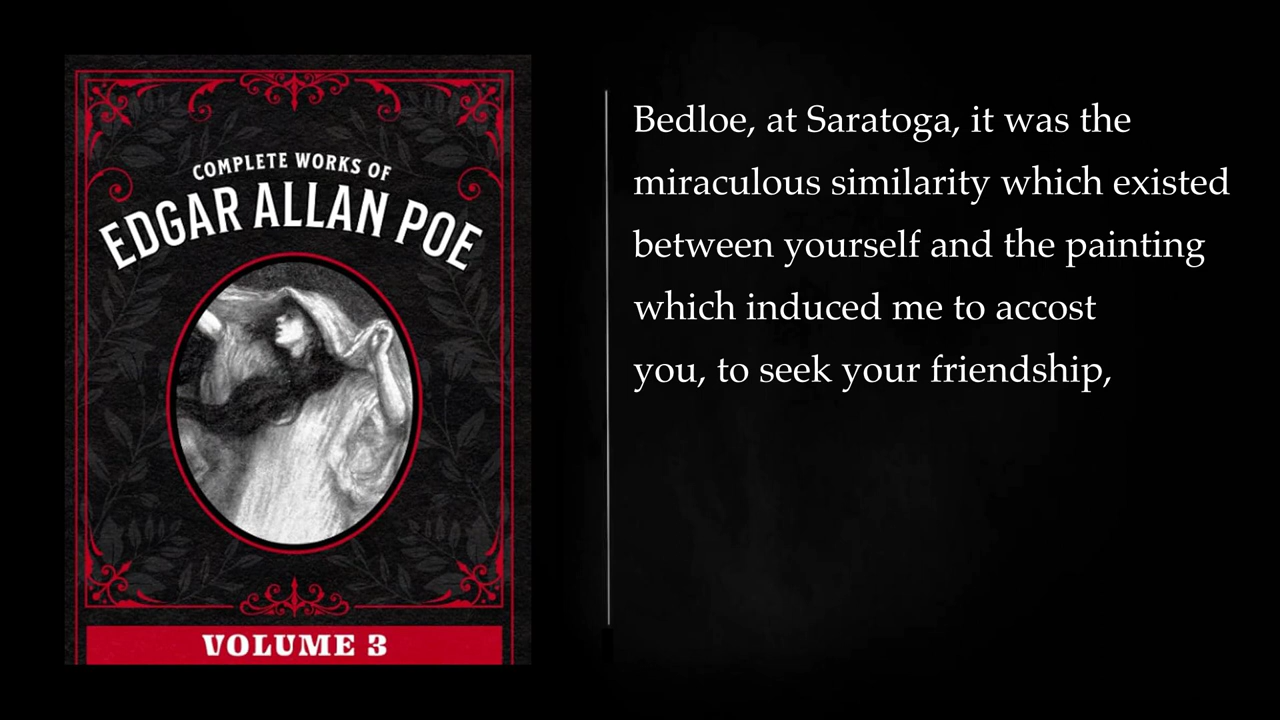 COMPLETE WORKS OF
EDGAR ALLAN POE
VOLUME 3
Bedloe, at Saratoga, it was the
miraculous similarity which existed
between yourself and the painting
which induced me to accost
you, to seek your friendship,